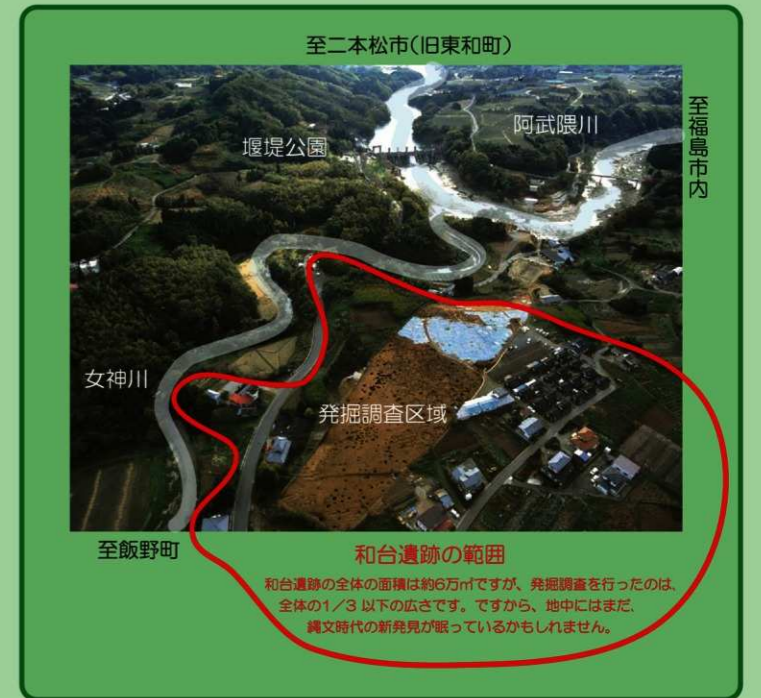 至二本松市(旧東和町)
至福島市内
阿武隈川
堰堤公園
女神川
発掘調査区域
至飯野町
和台遺跡の範囲
和台遺跡の全体の面積は約6万㎡ですが、発掘調査を行ったのは、
全体の1/3 以下の広さです。ですから、地中にはまだ、
縄文時代の新発見が眠っているかもしれません。